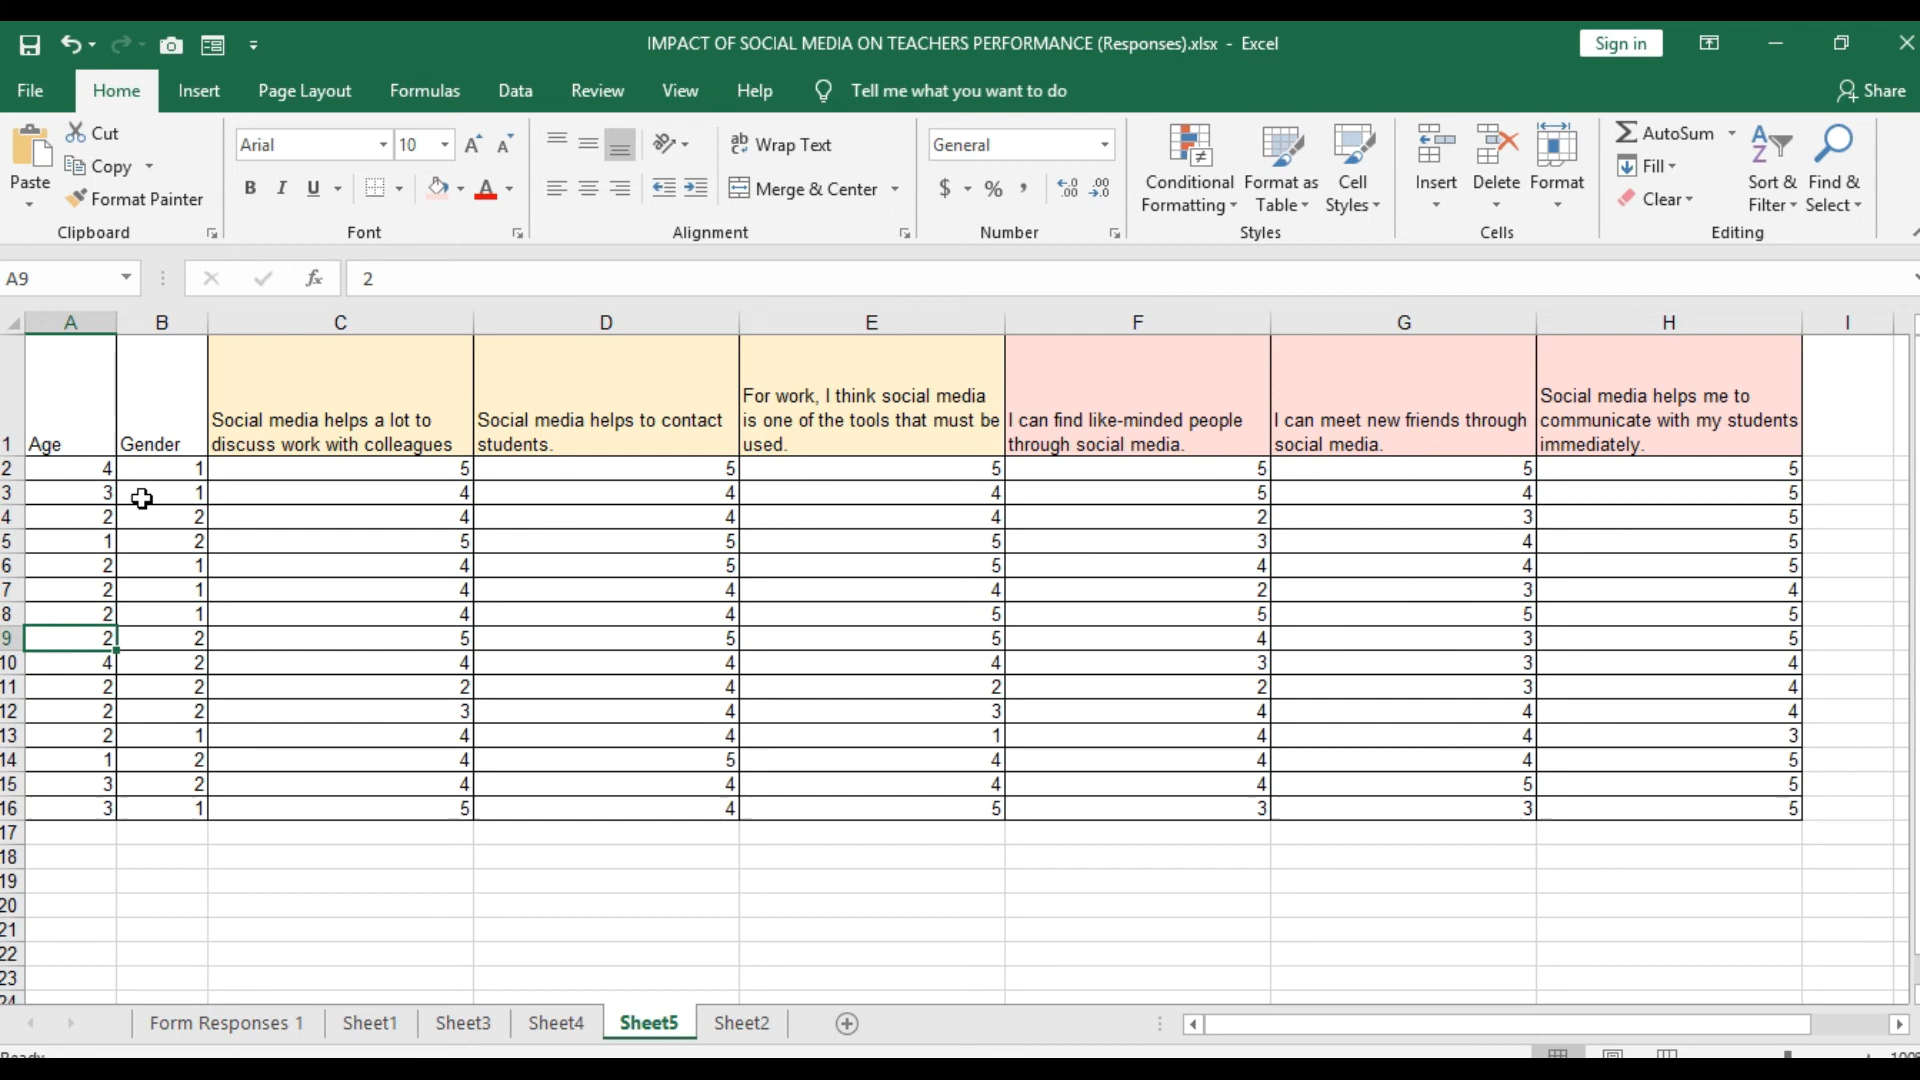 IMPACT OF SOCIAL MEDIA ON TEACHERS PERFORMANCE (Responses).xlsx - Excel
Sign in
File Home Insert Page Layout Formulas Data Review View Help Tell me what you want to do Share
Paste
Cut
Copy
Format Painter
Clipboard
Arial 10
B I U
Font
Wrap Text
Merge & Center
Alignment
General
$ % ,
Number
Conditional Formatting
Format as Table
Cell Styles
Styles
Insert Delete Format
Cells
AutoSum
Fill
Clear
Sort & Filter
Find & Select
Editing
A9 fx 2
A B C D E F G H I
1 Age Gender
Social media helps a lot to
discuss work with colleagues
Social media helps to contact
students.
For work, I think social media
is one of the tools that must be
used.
I can find like-minded people
through social media.
I can meet new friends through
social media.
Social media helps me to
communicate with my students
immediately.
2 4 1 5 5 5 5 5 5
3 3 1 4 4 4 5 4 5
4 2 2 4 4 4 2 3 5
5 1 2 5 5 5 3 4 5
6 2 1 4 5 5 4 4 5
7 2 1 4 4 4 2 3 4
8 2 1 4 4 5 5 5 5
9 2 2 5 5 5 4 3 5
10 4 2 4 4 4 3 3 4
11 2 2 2 4 2 2 3 4
12 2 2 3 4 3 4 4 4
13 2 1 4 4 1 4 4 3
14 1 2 4 5 4 4 4 5
15 3 2 4 4 4 4 5 5
16 3 1 5 4 5 3 3 5
17
18
19
20
21
22
23
24
Form Responses 1 Sheet1 Sheet3 Sheet4 Sheet5 Sheet2